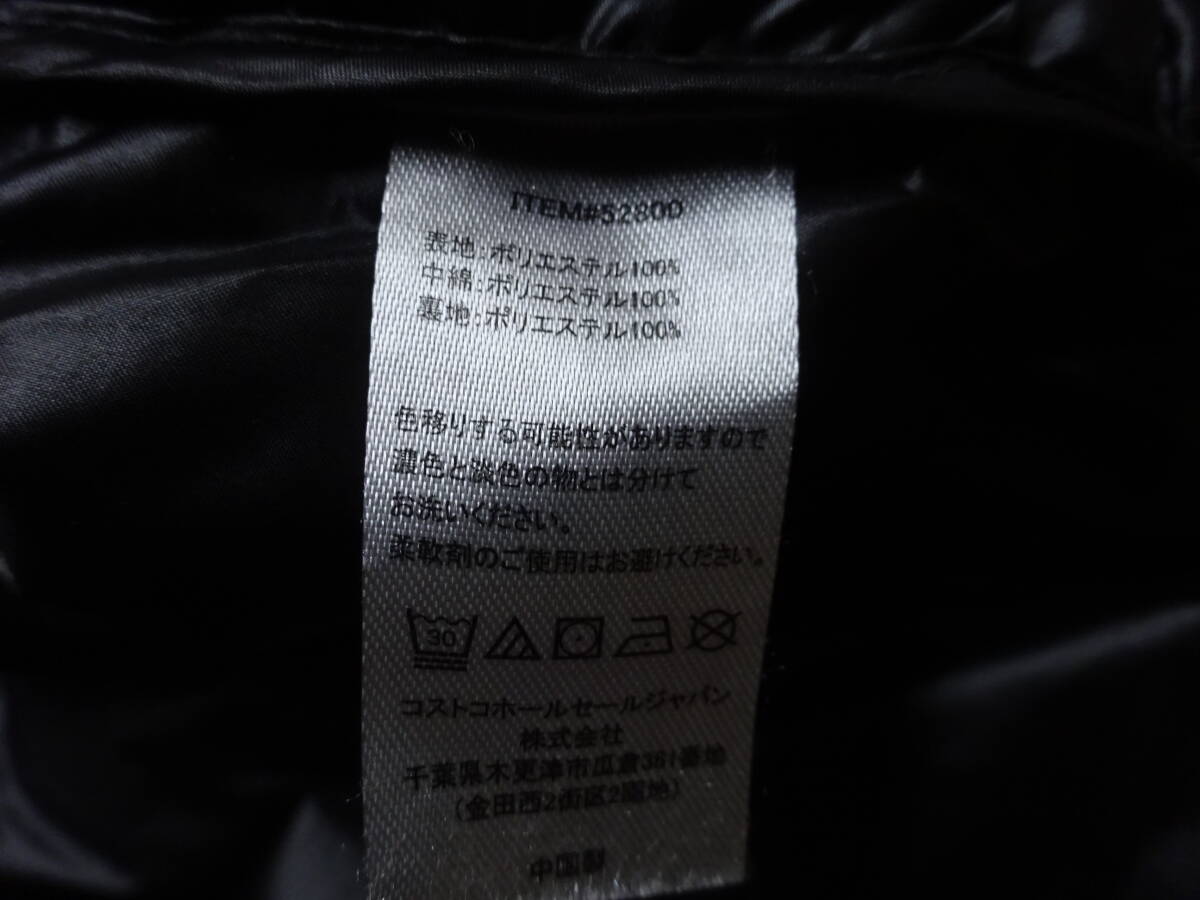 ITEM#52800
表地:ポリエステル100%
中綿:ポリエステル100%
裏地:ポリエステル100%
色移りする可能性がありますので
濃色と淡色の物とは分けて
お洗いください。
柔軟剤のご使用はお避けください。
30
コストコホールセールジャパン
株式会社
千葉県木更津市瓜倉361番地
(金田西2街区2画地)
中国製